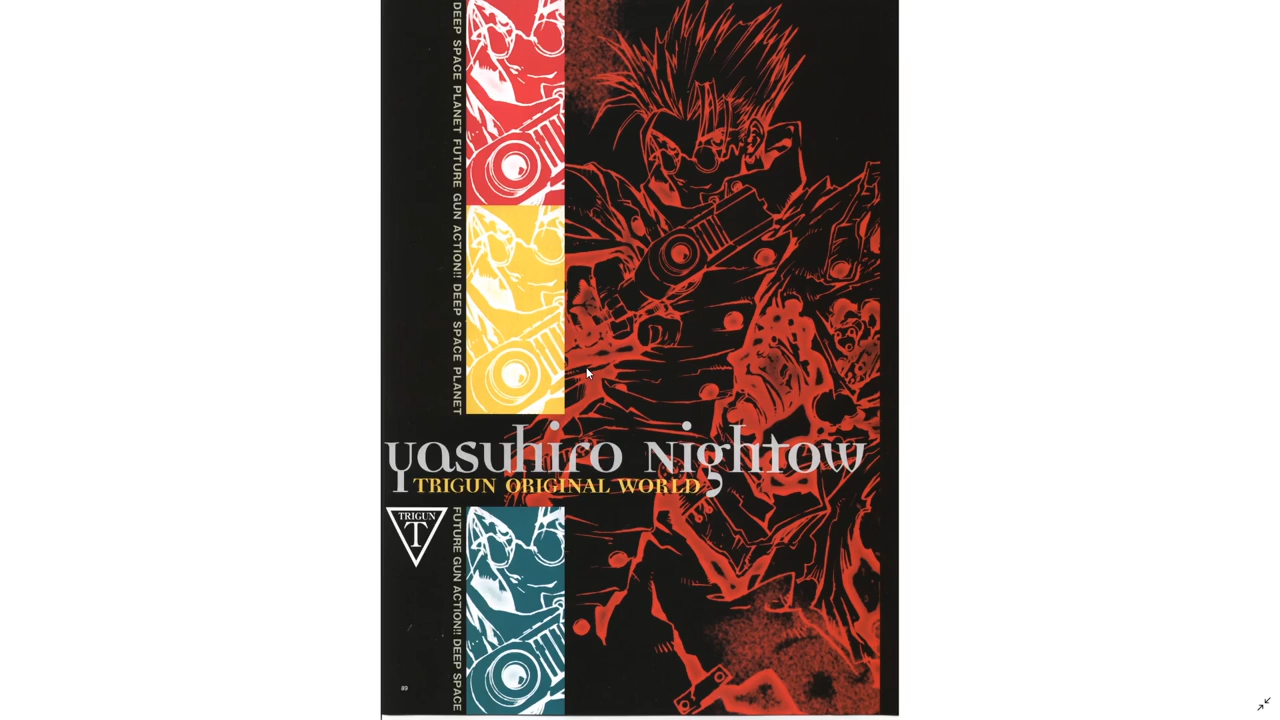 DEEP SPACE PLANET FUTURE GUN ACTION!! DEEP SPACE PLANET
yasuhiro Nightow
TRIGUN ORIGINAL WORLD
TRIGUN
T
FUTURE GUN ACTION!! DEEP SPACE
89